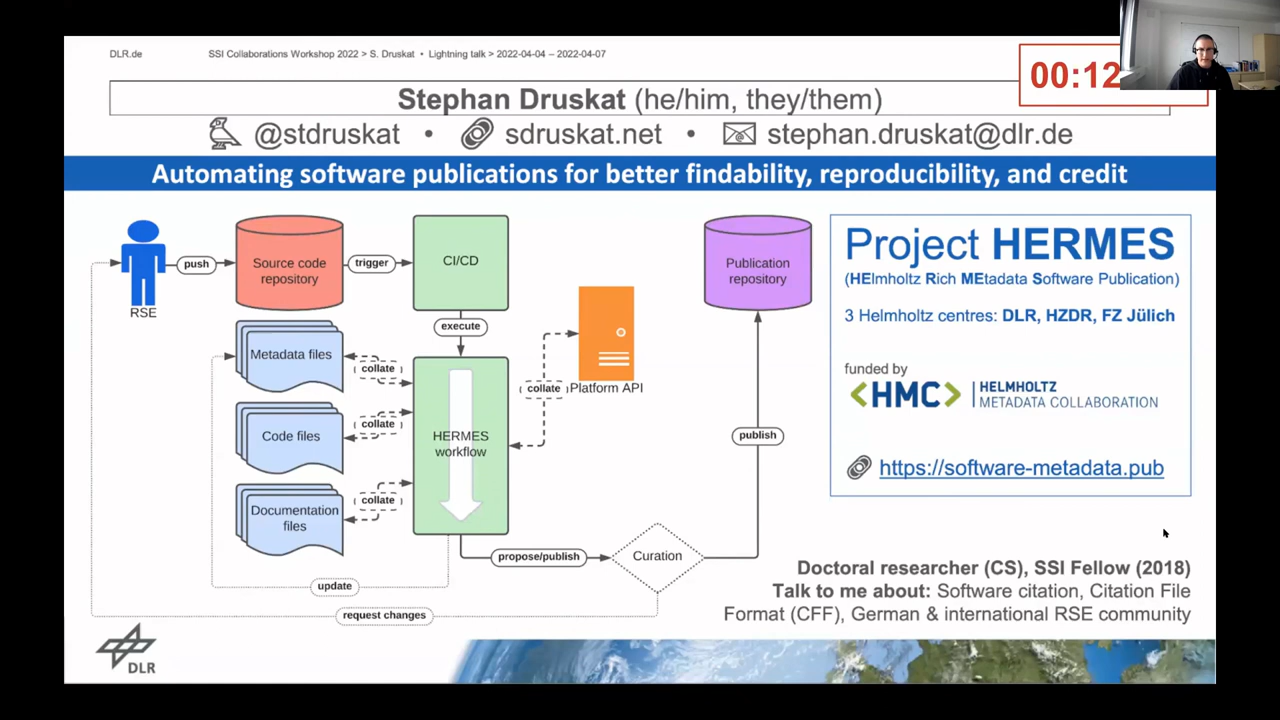 DLR.de
SSI Collaborations Workshop 2022 > S. Druskat • Lightning talk > 2022-04-04 – 2022-04-07
00:12
Stephan Druskat (he/him, they/them)
@stdruskat • sdruskat.net • stephan.druskat@dlr.de
Automating software publications for better findability, reproducibility, and credit
RSE
push
Source code
repository
trigger
CI/CD
execute
Metadata files
collate
Code files
collate
Documentation
files
collate
HERMES
workflow
collate
Platform API
propose/publish
Curation
publish
Publication
repository
update
request changes
Project HERMES
(HElmholtz Rich MEtadata Software Publication)
3 Helmholtz centres: DLR, HZDR, FZ Jülich
funded by
<HMC>
HELMHOLTZ
METADATA COLLABORATION
https://software-metadata.pub
Doctoral researcher (CS), SSI Fellow (2018)
Talk to me about: Software citation, Citation File
Format (CFF), German & international RSE community
DLR